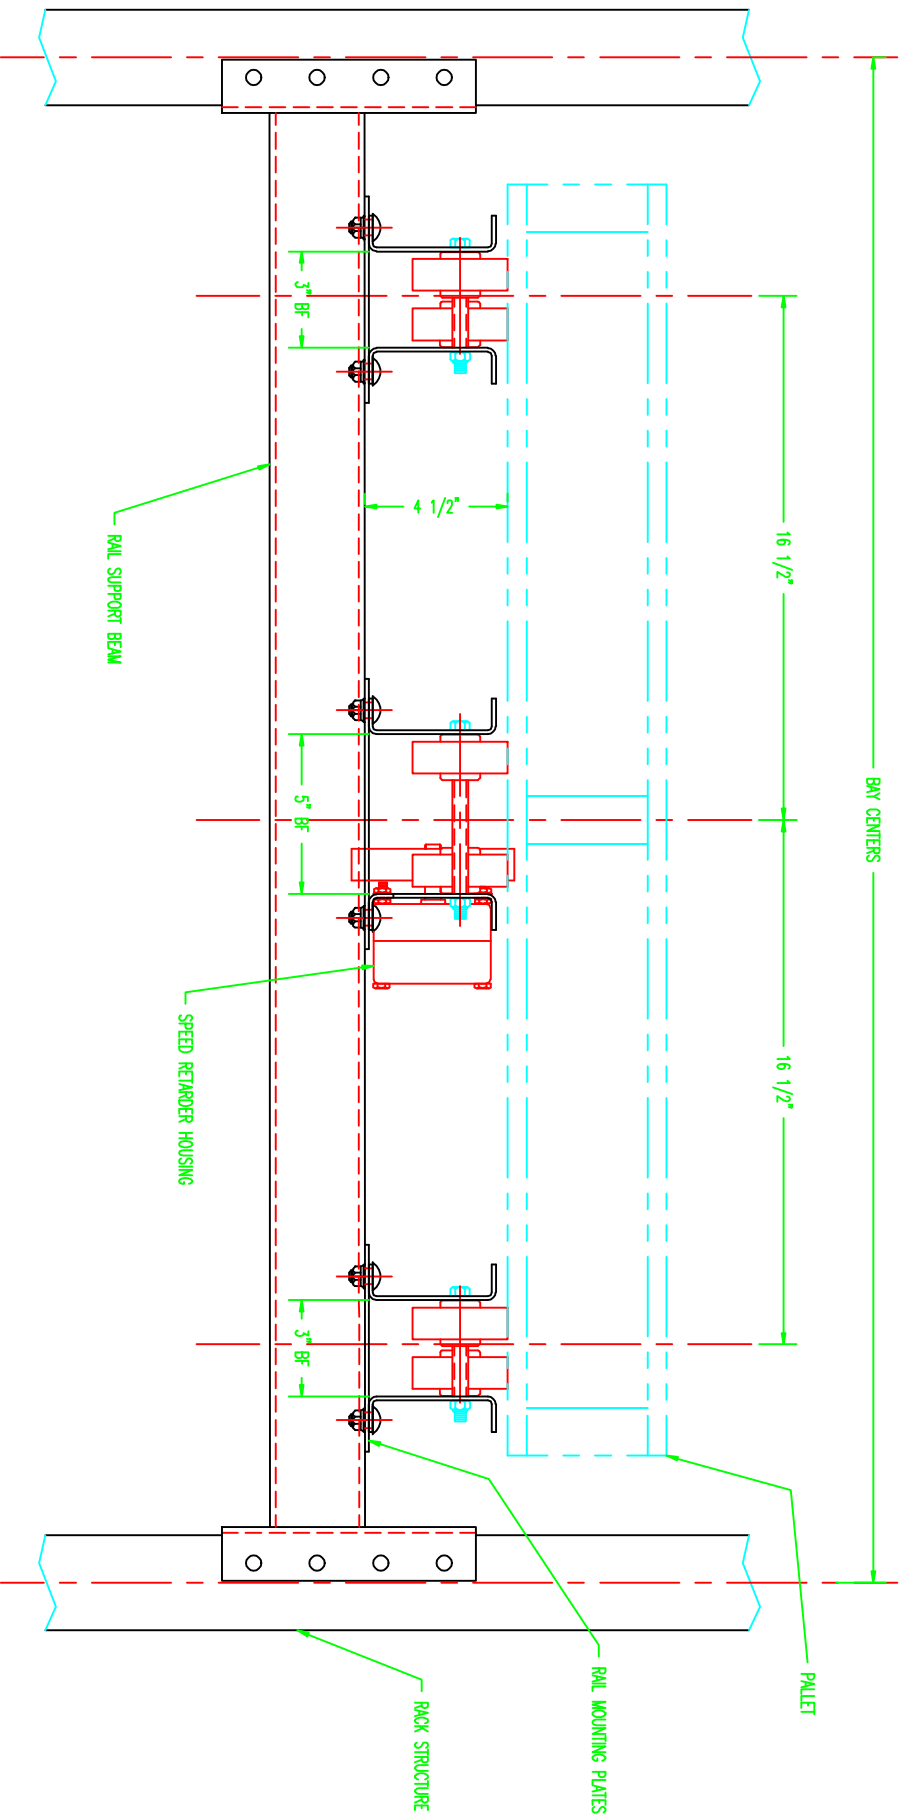 BAY CENTERS
16 1/2"
16 1/2"
4 1/2"
3" BF
5" BF
3" BF
PALLET
RAIL MOUNTING PLATES
RACK STRUCTURE
RAIL SUPPORT BEAM
SPEED RETARDER HOUSING